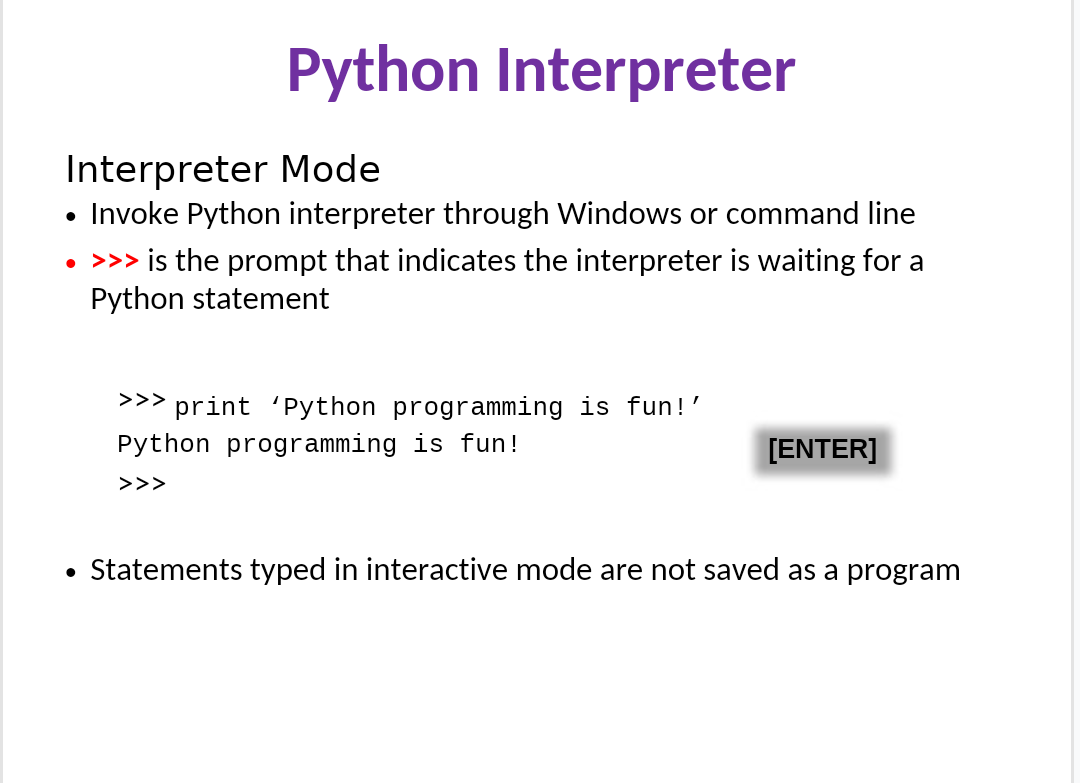 Python Interpreter
Interpreter Mode
• Invoke Python interpreter through Windows or command line
• >>> is the prompt that indicates the interpreter is waiting for a
Python statement
>>> print ‘Python programming is fun!’
Python programming is fun!
[ENTER]
>>>
• Statements typed in interactive mode are not saved as a program